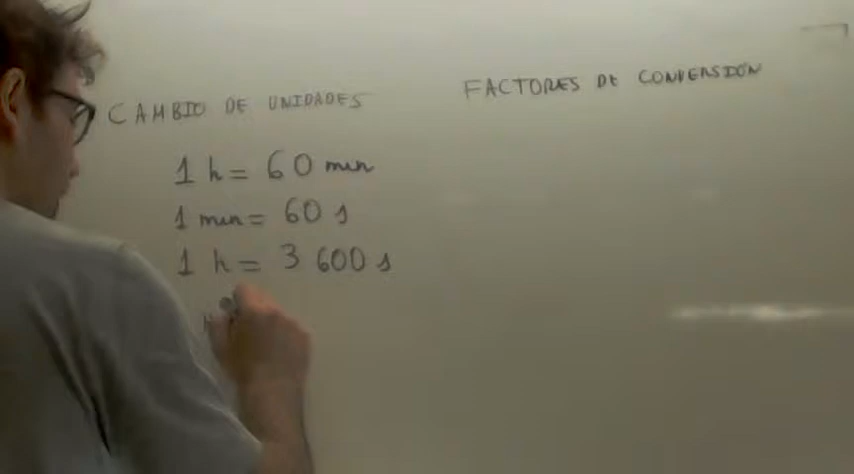 CAMBIO DE UNIDADES
FACTORES DE CONVERSIÓN
1 h = 60 min
1 min = 60 s
1 h = 3 600 s